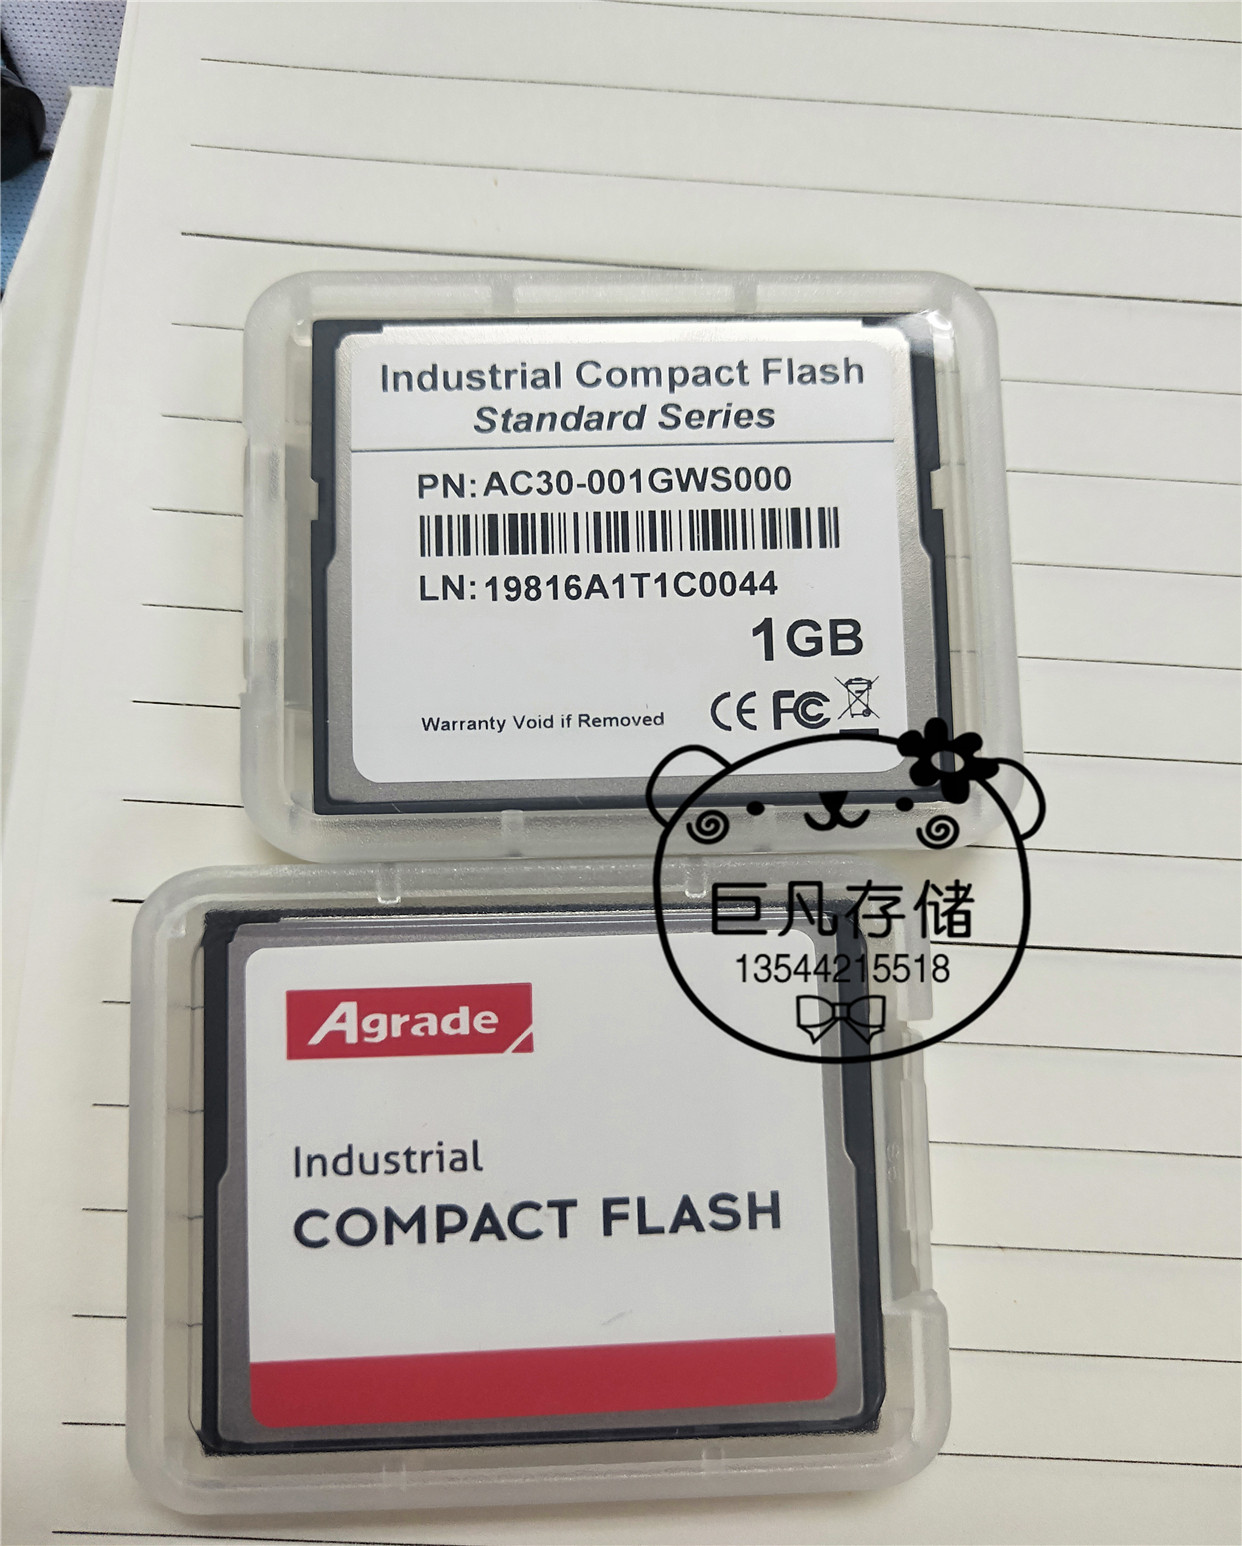 Industrial Compact Flash
Standard Series
PN:AC30-001GWS000
LN:19816A1T1C0044
1GB
Warranty Void if Removed
CE FC
巨凡存储
13544215518
Agrade
Industrial
COMPACT FLASH